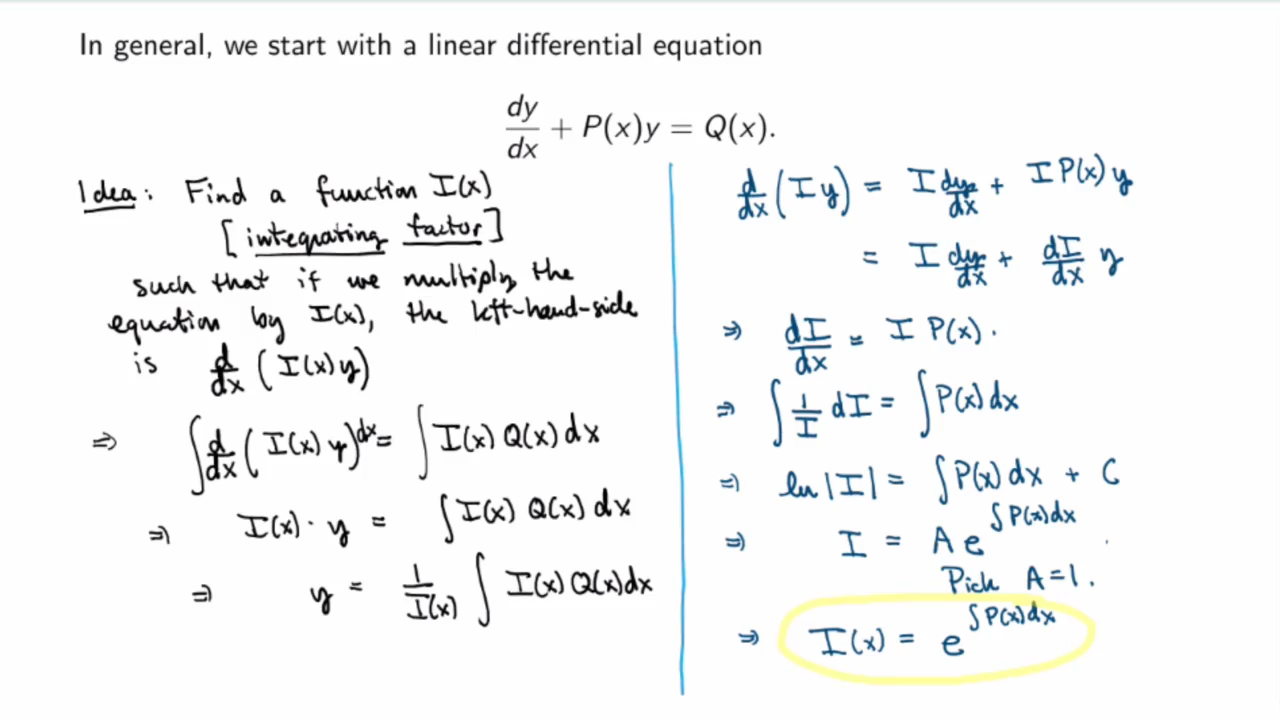 In general, we start with a linear differential equation
dy/dx + P(x)y = Q(x).
Idea: Find a function I(x)
[integrating factor]
such that if we multiply the
equation by I(x), the left-hand-side
is d/dx (I(x)y)
⇒ ∫ d/dx (I(x) y) dx = ∫ I(x) Q(x) dx
⇒ I(x) · y = ∫ I(x) Q(x) dx
⇒ y = 1/I(x) ∫ I(x) Q(x) dx
d/dx (I y) = I dy/dx + I P(x) y
= I dy/dx + dI/dx y
⇒ dI/dx = I P(x).
⇒ ∫ 1/I dI = ∫ P(x) dx
⇒ ln |I| = ∫ P(x) dx + C
⇒ I = A e^{∫ P(x) dx}
Pick A = 1.
⇒ I(x) = e^{∫ P(x) dx}